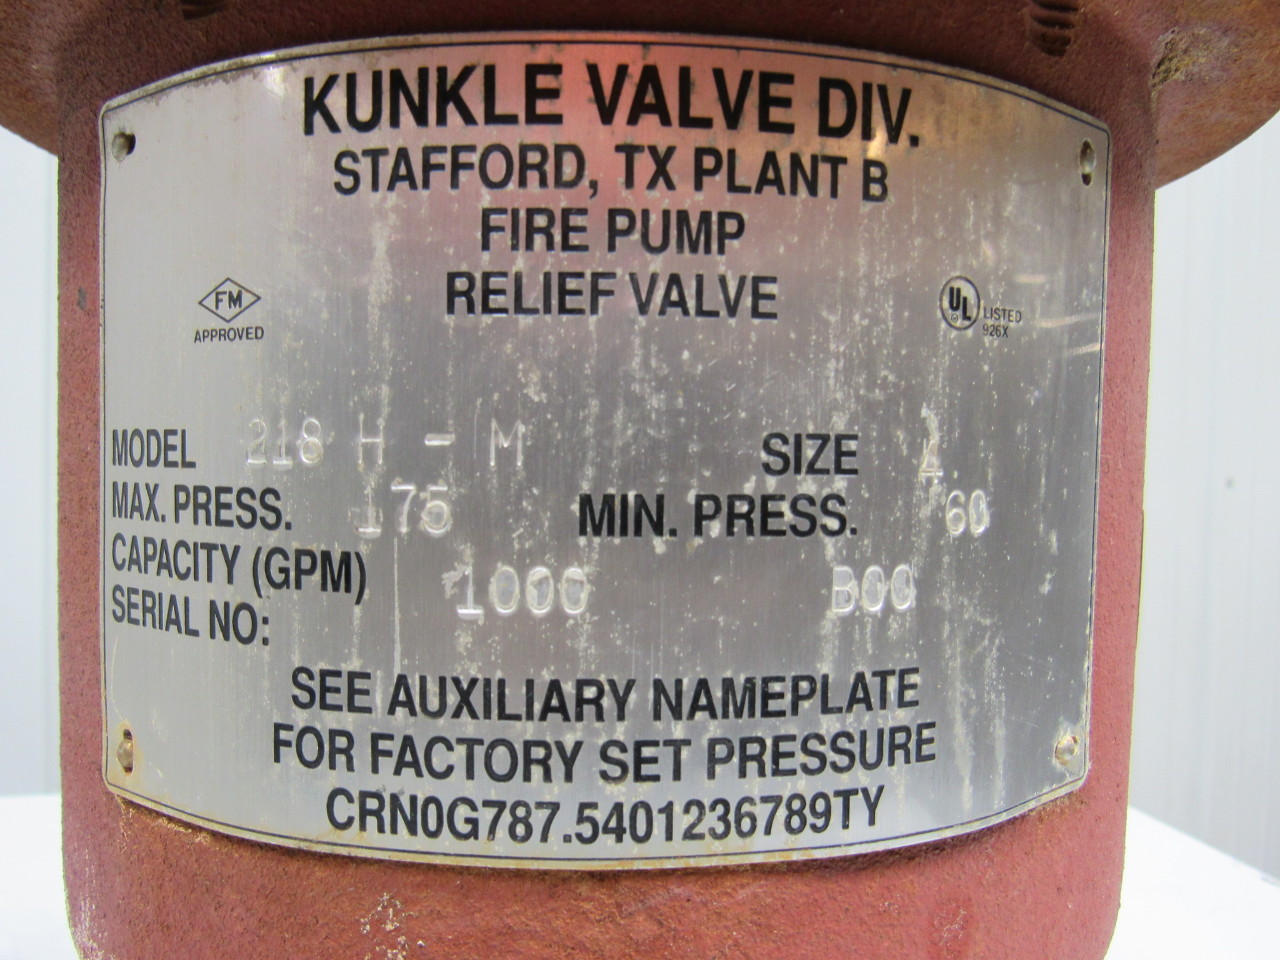 KUNKLE VALVE DIV.
STAFFORD, TX PLANT B
FIRE PUMP
RELIEF VALVE
FM
APPROVED
UL LISTED
926X
MODEL 218 H - M SIZE 4
MAX. PRESS. 175 MIN. PRESS. 60
CAPACITY (GPM) 1000 B00
SERIAL NO:
SEE AUXILIARY NAMEPLATE
FOR FACTORY SET PRESSURE
CRN0G787.5401236789TY